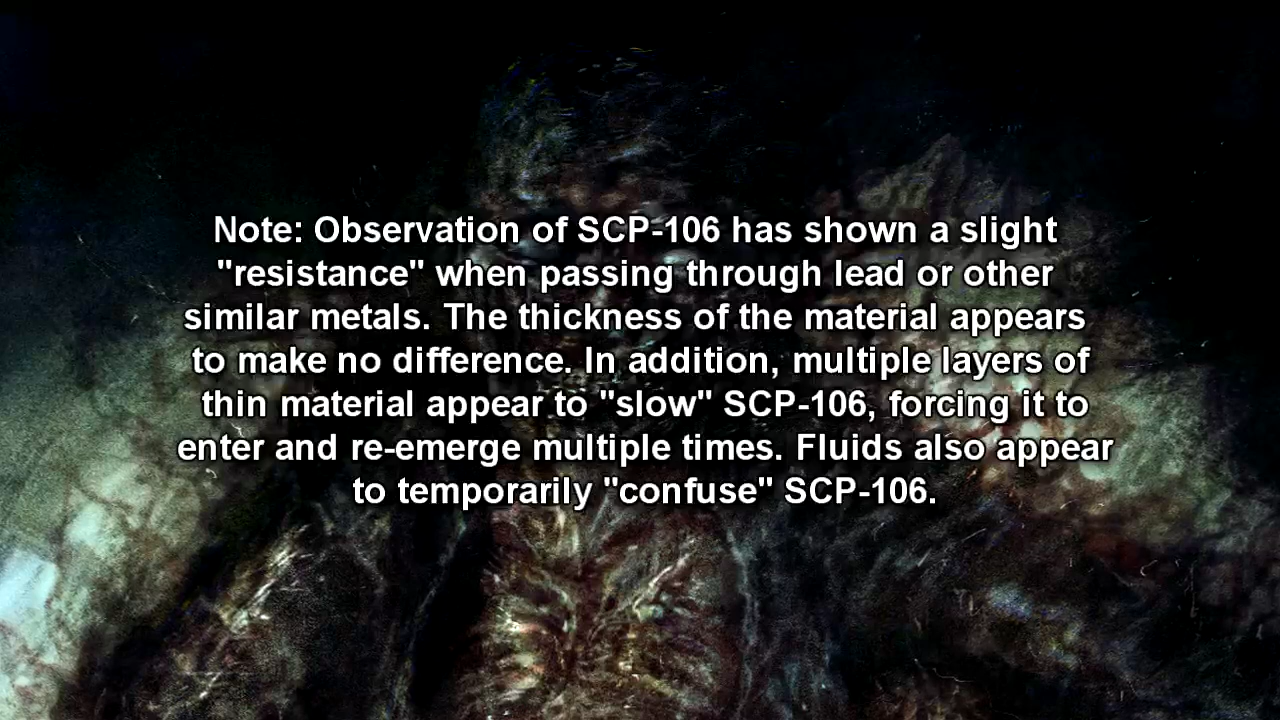 Note: Observation of SCP-106 has shown a slight
"resistance" when passing through lead or other
similar metals. The thickness of the material appears
to make no difference. In addition, multiple layers of
thin material appear to "slow" SCP-106, forcing it to
enter and re-emerge multiple times. Fluids also appear
to temporarily "confuse" SCP-106.